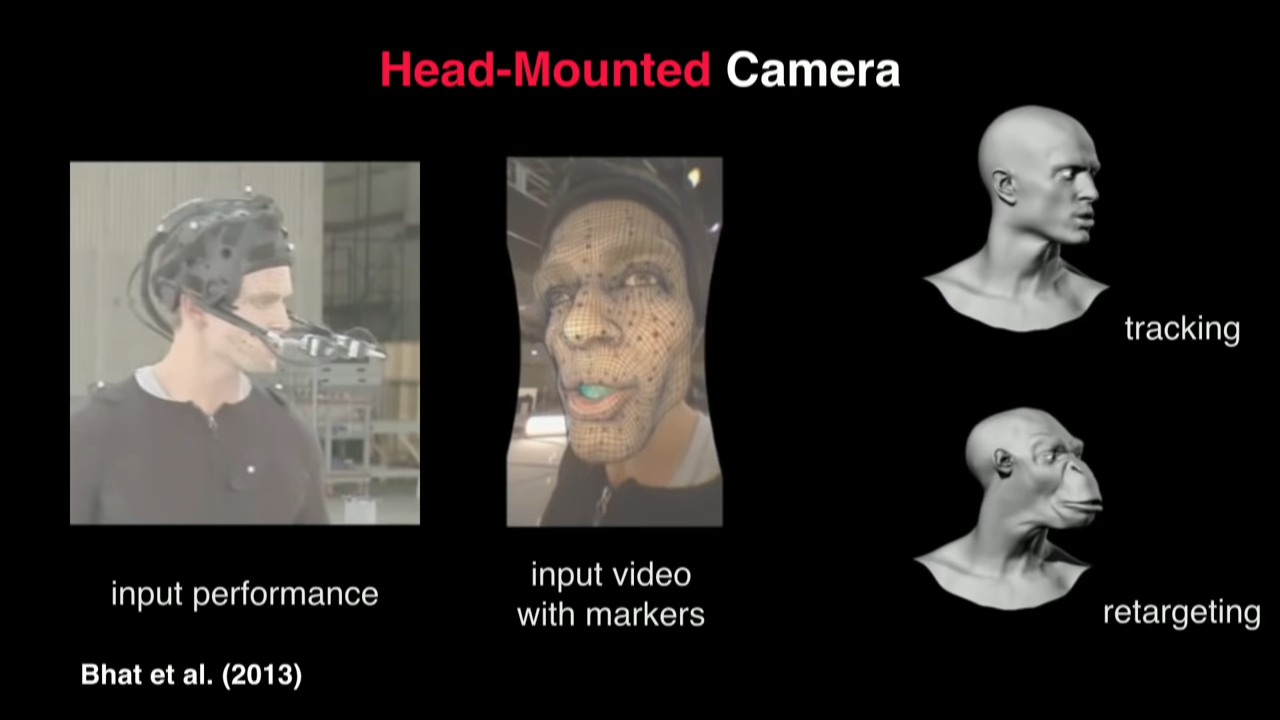 Head-Mounted Camera
tracking
input performance
input video
with markers
retargeting
Bhat et al. (2013)